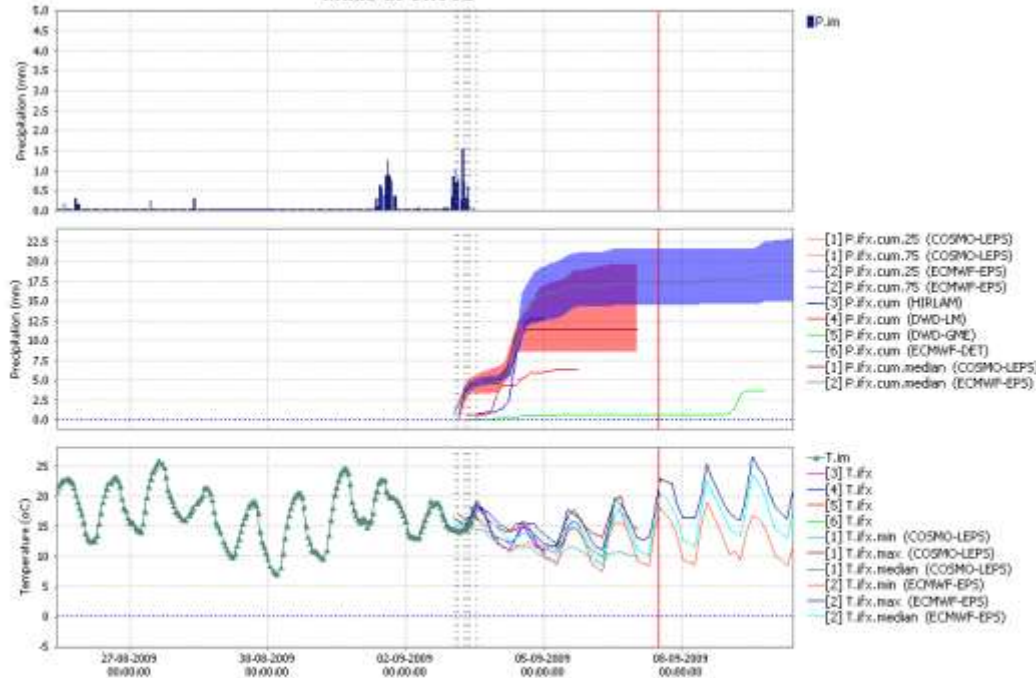 5.0
4.5
4.0
3.5
3.0
2.5
2.0
1.5
1.0
0.5
0.0
Precipitation (mm)
P.im
22.5
20.0
17.5
15.0
12.5
10.0
7.5
5.0
2.5
0.0
Precipitation (mm)
[1] P.ifx.cum.25 (COSMO-LEPS)
[1] P.ifx.cum.75 (COSMO-LEPS)
[2] P.ifx.cum.25 (ECMWF-EPS)
[2] P.ifx.cum.75 (ECMWF-EPS)
[3] P.ifx.cum (HIRLAM)
[4] P.ifx.cum (DWD-LM)
[5] P.ifx.cum (DWD-GME)
[6] P.ifx.cum (ECMWF-DET)
[1] P.ifx.cum.median (COSMO-LEPS)
[2] P.ifx.cum.median (ECMWF-EPS)
25
20
15
10
5
0
-5
Temperature (oC)
T.im
[3] T.ifx
[4] T.ifx
[5] T.ifx
[6] T.ifx
[1] T.ifx.min (COSMO-LEPS)
[1] T.ifx.max (COSMO-LEPS)
[1] T.ifx.median (COSMO-LEPS)
[2] T.ifx.min (ECMWF-EPS)
[2] T.ifx.max (ECMWF-EPS)
[2] T.ifx.median (ECMWF-EPS)
27-08-2009 30-08-2009 02-09-2009 05-09-2009 08-09-2009
00:00:00 00:00:00 00:00:00 00:00:00 00:00:00